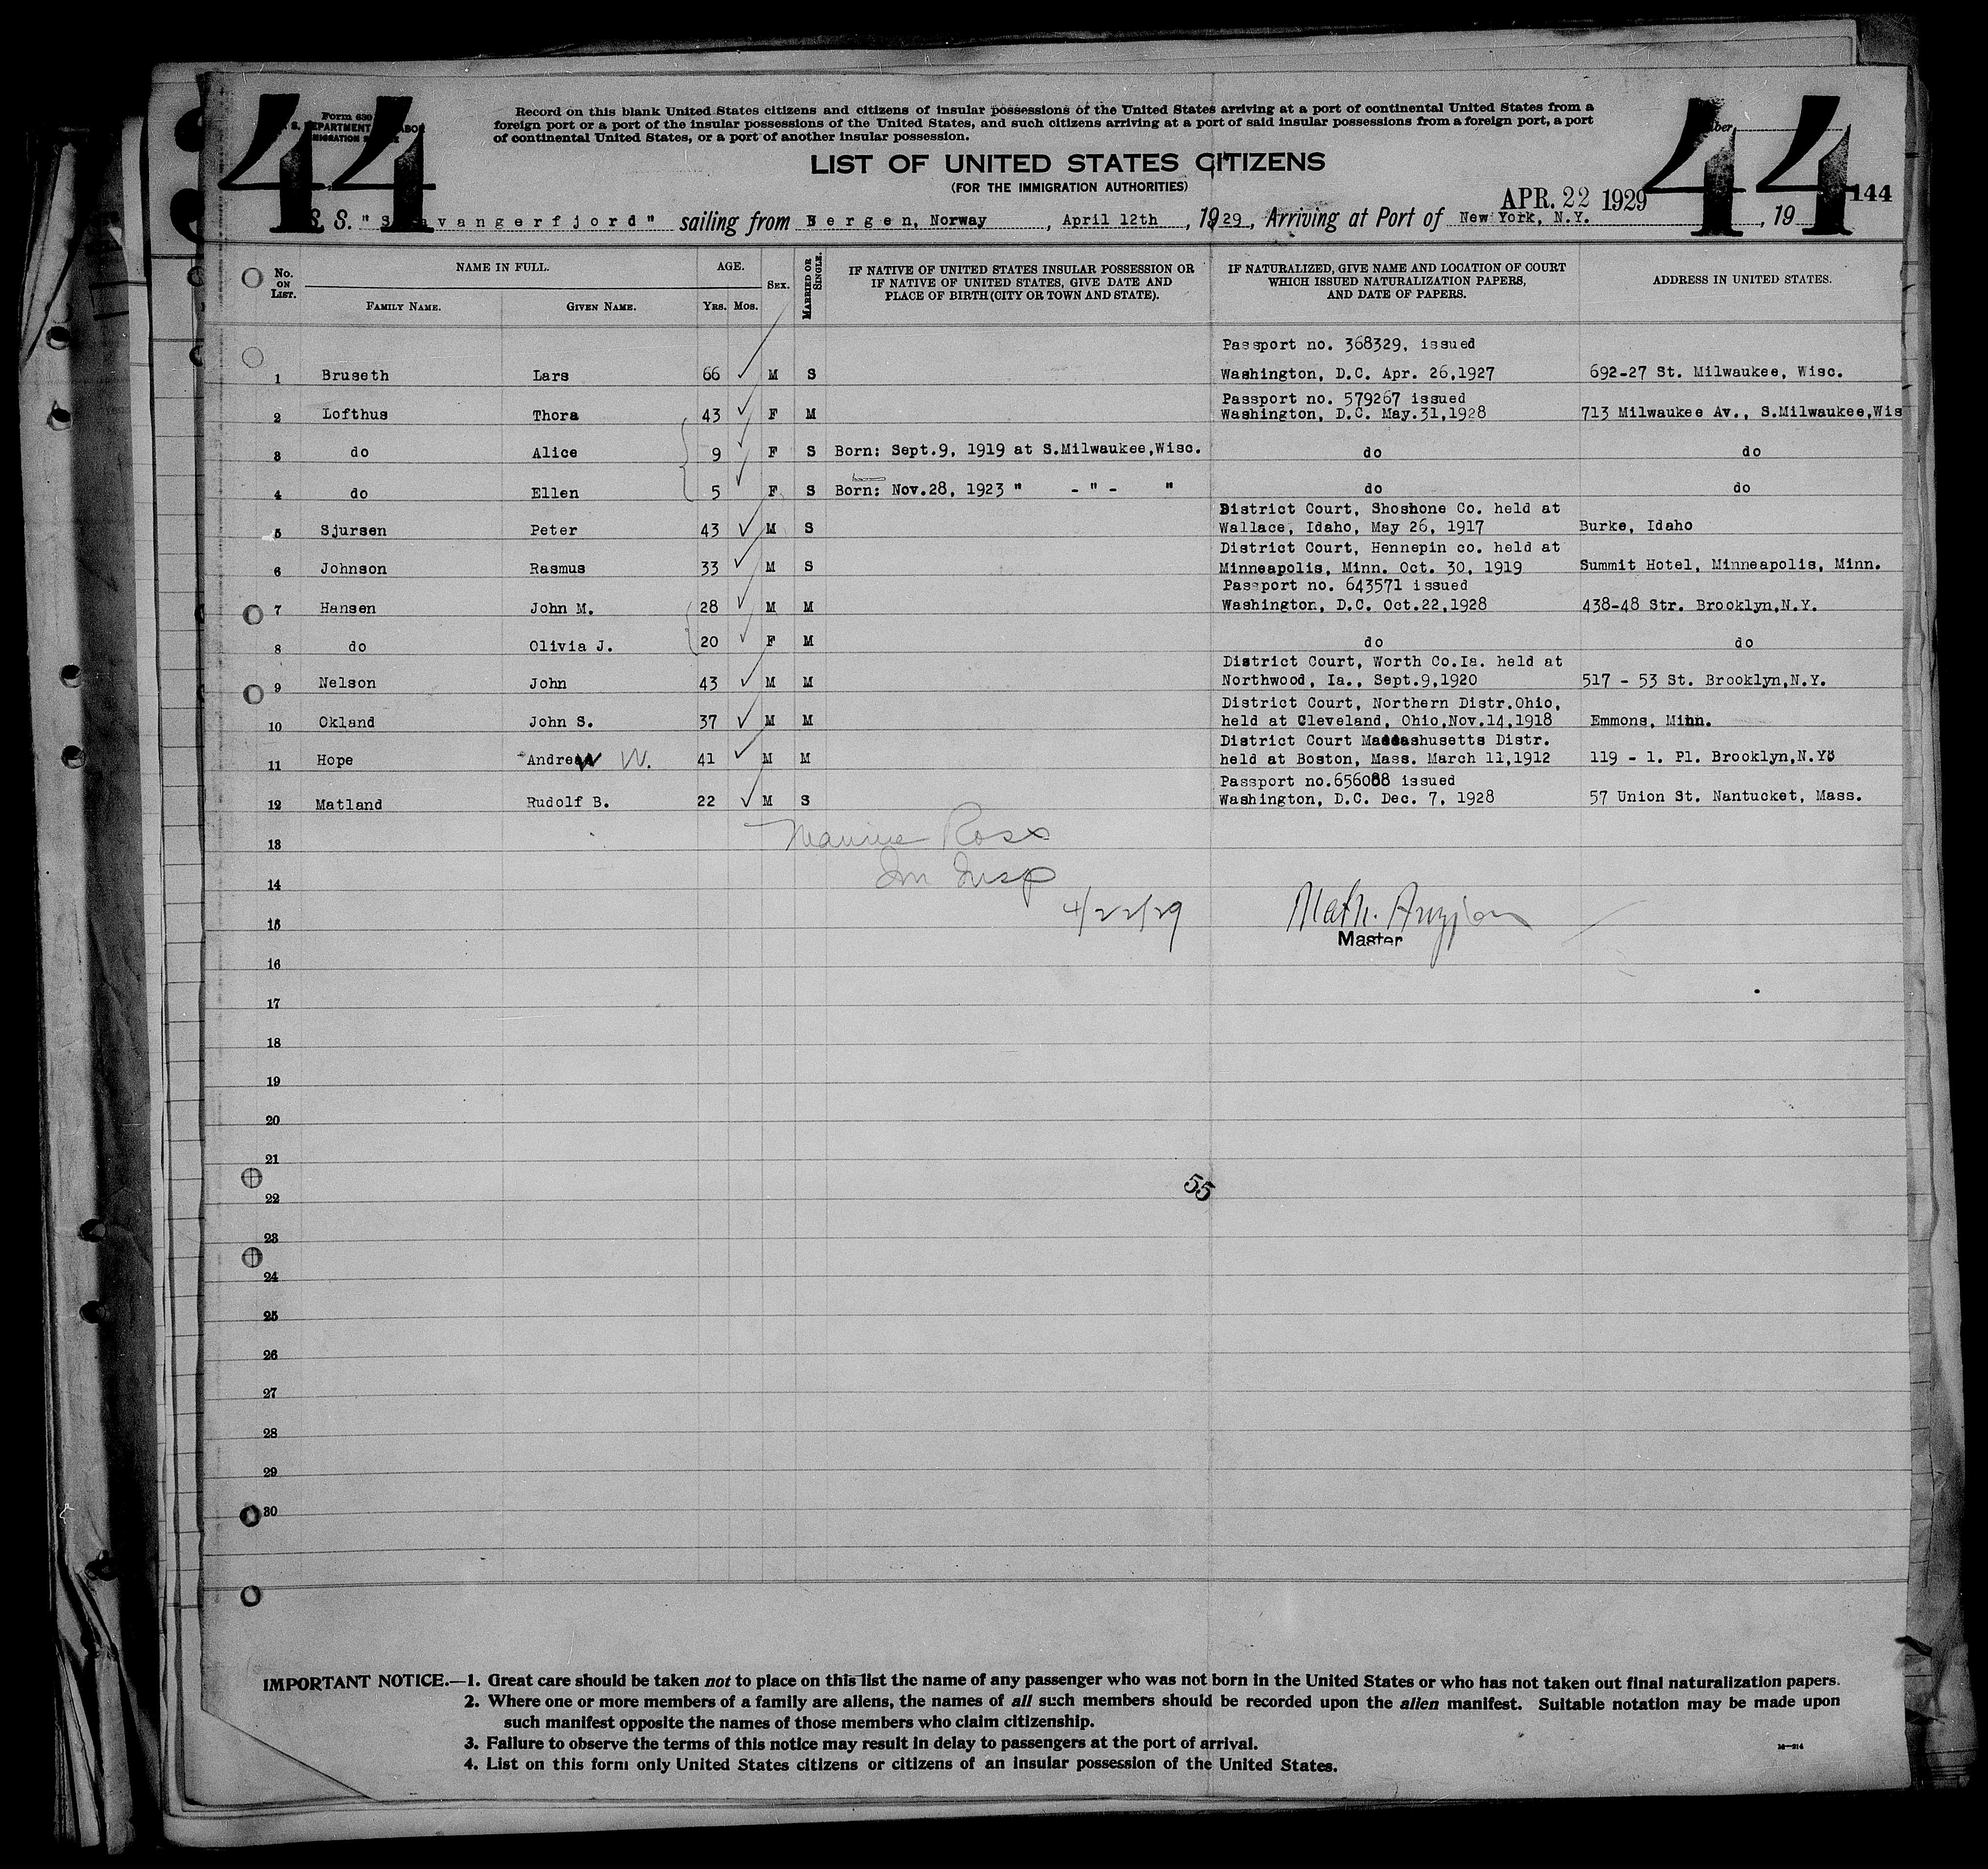 44
Form 630
Record on this blank United States citizens and citizens of insular possessions of the United States arriving at a port of continental United States from a
foreign port or a port of the insular possessions of the United States, and such citizens arriving at a port of said insular possessions from a foreign port, a port
of continental United States, or a port of another insular possession.
44
LIST OF UNITED STATES CITIZENS
(FOR THE IMMIGRATION AUTHORITIES)
APR. 22 1929
144
S. S. "Stavangerfjord" sailing from Bergen, Norway, April 12th, 1929, Arriving at Port of New York, N.Y., 19
No. ON LIST. NAME IN FULL. AGE. SEX. MARRIED OR SINGLE. IF NATIVE OF UNITED STATES INSULAR POSSESSION OR IF NATIVE OF UNITED STATES, GIVE DATE AND PLACE OF BIRTH (CITY OR TOWN AND STATE). IF NATURALIZED, GIVE NAME AND LOCATION OF COURT WHICH ISSUED NATURALIZATION PAPERS, AND DATE OF PAPERS. ADDRESS IN UNITED STATES.
FAMILY NAME. GIVEN NAME. YRS. MOS.
Passport no. 368329, issued
1 Bruseth Lars 66 M S Washington, D.C. Apr. 26,1927 692-27 St. Milwaukee, Wisc.
Passport no. 579267 issued
2 Lofthus Thora 43 F M Washington, D.C. May.31,1928 713 Milwaukee Av., S.Milwaukee,Wis
3 do Alice 9 F S Born: Sept.9, 1919 at S.Milwaukee,Wisc. do do
4 do Ellen 5 F S Born: Nov.28, 1923 " - " - " do do
District Court, Shoshone Co. held at
5 Sjursen Peter 43 M S Wallace, Idaho, May 26, 1917 Burke, Idaho
District Court, Hennepin co. held at
6 Johnson Rasmus 33 M S Minneapolis, Minn. Oct. 30, 1919 Summit Hotel, Minneapolis, Minn.
Passport no. 643571 issued
7 Hansen John M. 28 M M Washington, D.C. Oct.22,1928 438-48 Str. Brooklyn,N.Y.
8 do Olivia J. 20 F M do do
District Court, Worth Co.Ia. held at
9 Nelson John 43 M M Northwood, Ia., Sept.9,1920 517 - 53 St. Brooklyn,N.Y.
District Court, Northern Distr.Ohio,
10 Okland John S. 37 M M held at Cleveland, Ohio,Nov.14,1918 Emmons, Minn.
District Court Massashusetts Distr.
11 Hope Andrew W. 41 M M held at Boston, Mass. March 11,1912 119 - 1. Pl. Brooklyn,N.Y
Passport no.656088 issued
12 Matland Rudolf B. 22 M S Washington, D.C. Dec. 7, 1928 57 Union St. Nantucket, Mass.
13 Maurice Ross
14 Im Insp
15 4/22/29
Master
16
17
18
19
20
21
55
22
23
24
25
26
27
28
29
30
IMPORTANT NOTICE.—1. Great care should be taken not to place on this list the name of any passenger who was not born in the United States or who has not taken out final naturalization papers.
2. Where one or more members of a family are aliens, the names of all such members should be recorded upon the alien manifest. Suitable notation may be made upon
such manifest opposite the names of those members who claim citizenship.
3. Failure to observe the terms of this notice may result in delay to passengers at the port of arrival.
4. List on this form only United States citizens or citizens of an insular possession of the United States.